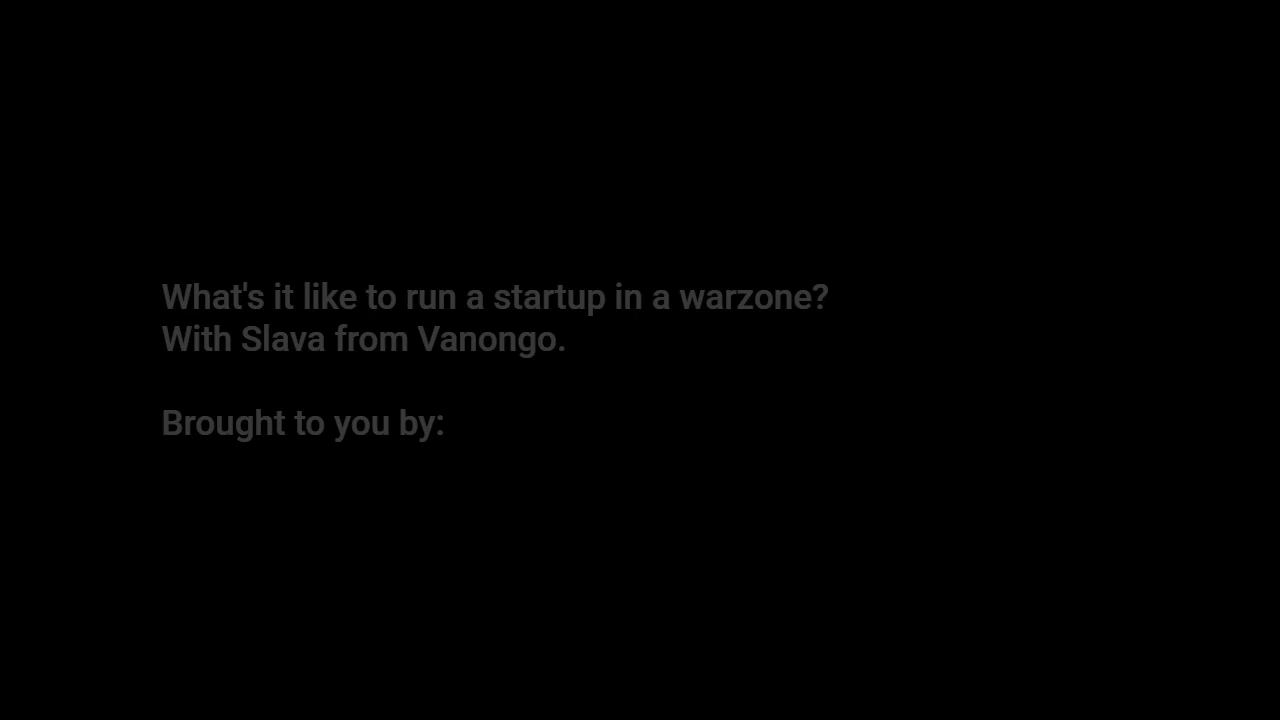 What's it like to run a startup in a warzone?
With Slava from Vanongo.
Brought to you by: